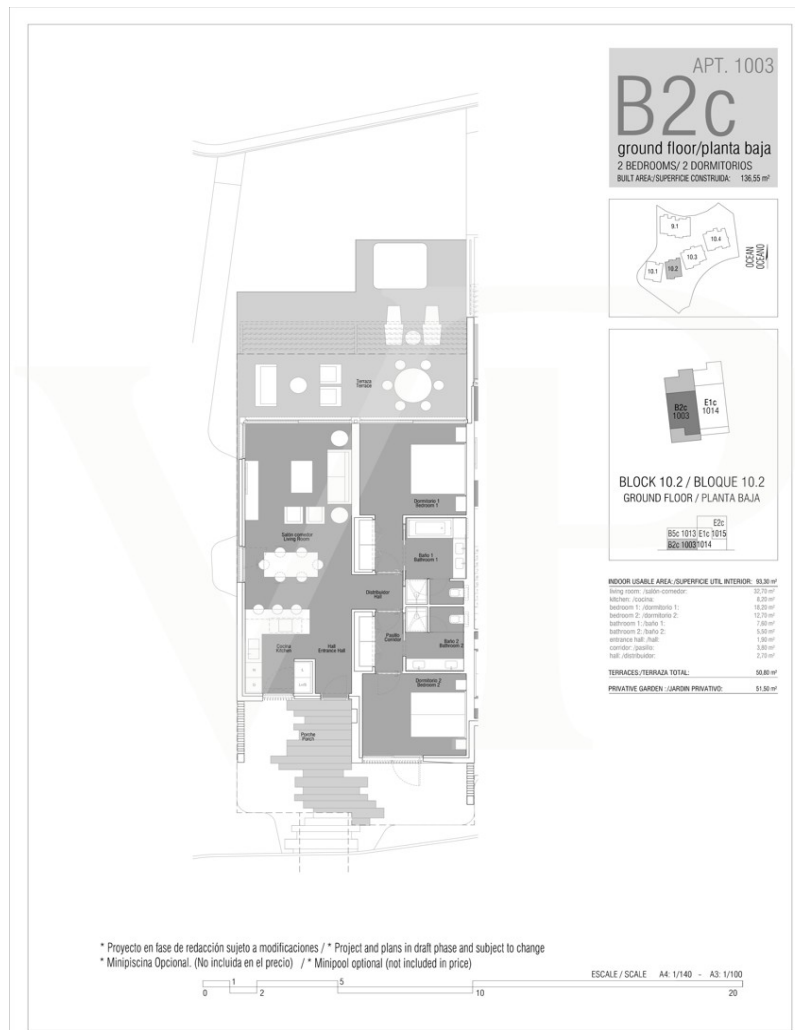 APT. 1003
B2c
ground floor/planta baja
2 BEDROOMS/ 2 DORMITORIOS
BUILT AREA:/SUPERFICIE CONSTRUIDA: 136.55 m²
9.1
10.4
10.3
10.2
10.1
OCEAN
OCEANO
B2c
1003
E1c
1014
BLOCK 10.2 / BLOQUE 10.2
GROUND FLOOR / PLANTA BAJA
E2c
B5c 1013 E1c 1015
B2c 1003 1014
INDOOR USABLE AREA:/SUPERFICIE UTIL INTERIOR: 93,30 m²
living room: /salón-comedor: 32,70 m²
kitchen: /cocina: 8,20 m²
bedroom 1: /dormitorio 1: 18,20 m²
bedroom 2: /dormitorio 2: 12,70 m²
bathroom 1: /baño 1: 7,60 m²
bathroom 2: /baño 2: 5,50 m²
entrance hall: /hall: 1,90 m²
corridor: /pasillo: 3,80 m²
hall: /distribuidor: 2,70 m²
TERRACES:/TERRAZA TOTAL: 50.80 m²
PRIVATIVE GARDEN :/JARDIN PRIVATIVO: 51.50 m²
Terraza
Terrace
Dormitorio 1
Bedroom 1
Salón-comedor
Living Room
Baño 1
Bathroom 1
Distribuidor
Hall
Pasillo
Corridor
Baño 2
Bathroom 2
Cocina
Kitchen
Hall
Entrance Hall
Dormitorio 2
Bedroom 2
Porche
* Proyecto en fase de redacción sujeto a modificaciones / * Project and plans in draft phase and subject to change
* Minipiscina Opcional. (No incluida en el precio) / * Minipool optional (not included in price)
ESCALE / SCALE A4: 1/140 - A3: 1/100
0 1 2 5 10 20